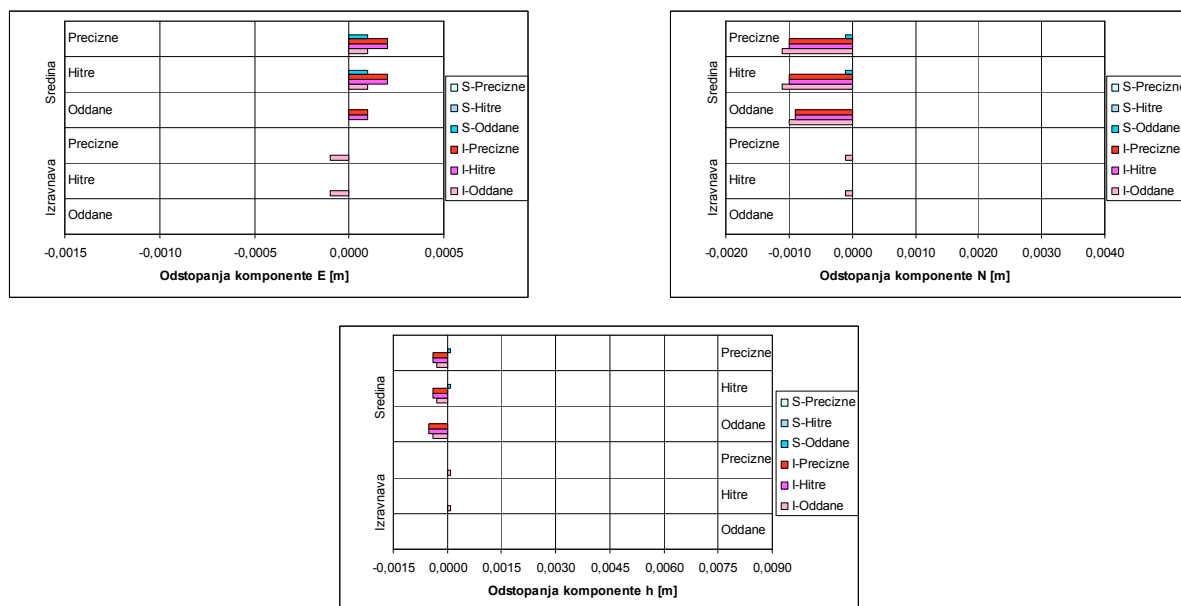 Sredina
Izravnava
Precizne
Hitre
Oddane
Precizne
Hitre
Oddane
-0,0015 -0,0010 -0,0005 0,0000 0,0005
Odstopanja komponente E [m]
S-Precizne
S-Hitre
S-Oddane
I-Precizne
I-Hitre
I-Oddane
Sredina
Izravnava
Precizne
Hitre
Oddane
Precizne
Hitre
Oddane
-0,0020 -0,0010 0,0000 0,0010 0,0020 0,0030 0,0040
Odstopanja komponente N [m]
S-Precizne
S-Hitre
S-Oddane
I-Precizne
I-Hitre
I-Oddane
Sredina
Izravnava
Precizne
Hitre
Oddane
Precizne
Hitre
Oddane
-0,0015 0,0000 0,0015 0,0030 0,0045 0,0060 0,0075 0,0090
Odstopanja komponente h [m]
S-Precizne
S-Hitre
S-Oddane
I-Precizne
I-Hitre
I-Oddane